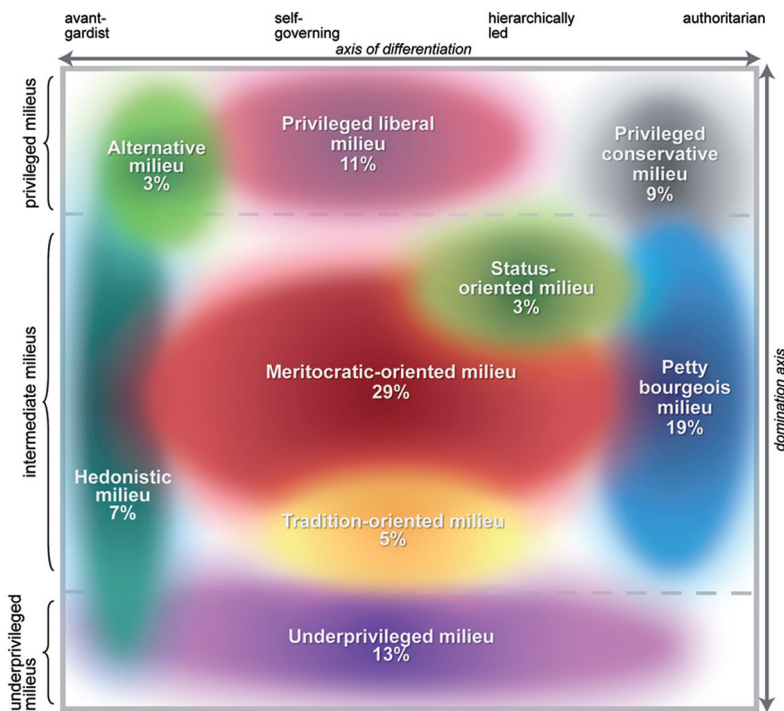 avant-
gardist
self-
governing
hierarchically
led
authoritarian
axis of differentiation
privileged milieus
Alternative
milieu
3%
Privileged liberal
milieu
11%
Privileged
conservative
milieu
9%
intermediate milieus
Status-
oriented milieu
3%
Meritocratic-oriented milieu
29%
Petty
bourgeois
milieu
19%
domination axis
Hedonistic
milieu
7%
Tradition-oriented milieu
5%
underprivileged
milieus
Underprivileged milieu
13%